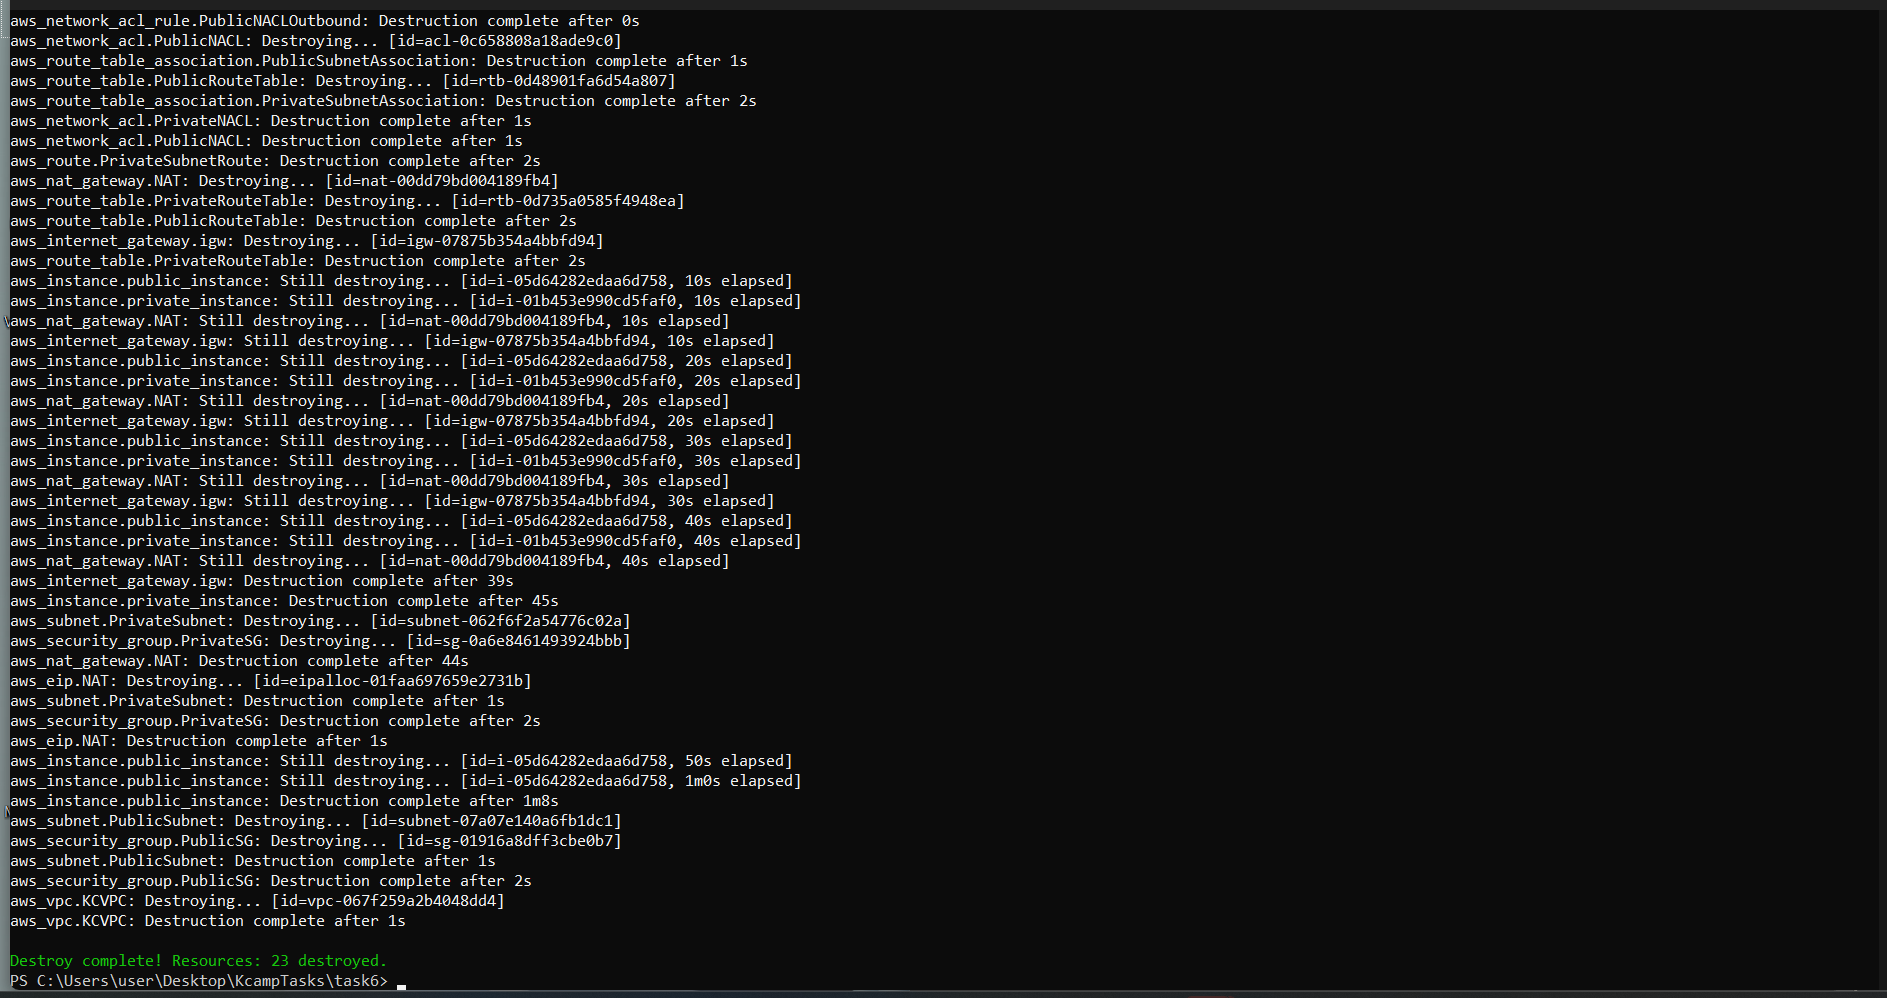 aws_network_acl_rule.PublicNACLOutbound: Destruction complete after 0s
aws_network_acl.PublicNACL: Destroying... [id=acl-0c658808a18ade9c0]
aws_route_table_association.PublicSubnetAssociation: Destruction complete after 1s
aws_route_table.PublicRouteTable: Destroying... [id=rtb-0d48901fa6d54a807]
aws_route_table_association.PrivateSubnetAssociation: Destruction complete after 2s
aws_network_acl.PrivateNACL: Destruction complete after 1s
aws_network_acl.PublicNACL: Destruction complete after 1s
aws_route.PrivateSubnetRoute: Destruction complete after 2s
aws_nat_gateway.NAT: Destroying... [id=nat-00dd79bd004189fb4]
aws_route_table.PrivateRouteTable: Destroying... [id=rtb-0d735a0585f4948ea]
aws_route_table.PublicRouteTable: Destruction complete after 2s
aws_internet_gateway.igw: Destroying... [id=igw-07875b354a4bbfd94]
aws_route_table.PrivateRouteTable: Destruction complete after 2s
aws_instance.public_instance: Still destroying... [id=i-05d64282edaa6d758, 10s elapsed]
aws_instance.private_instance: Still destroying... [id=i-01b453e990cd5faf0, 10s elapsed]
aws_nat_gateway.NAT: Still destroying... [id=nat-00dd79bd004189fb4, 10s elapsed]
aws_internet_gateway.igw: Still destroying... [id=igw-07875b354a4bbfd94, 10s elapsed]
aws_instance.public_instance: Still destroying... [id=i-05d64282edaa6d758, 20s elapsed]
aws_instance.private_instance: Still destroying... [id=i-01b453e990cd5faf0, 20s elapsed]
aws_nat_gateway.NAT: Still destroying... [id=nat-00dd79bd004189fb4, 20s elapsed]
aws_internet_gateway.igw: Still destroying... [id=igw-07875b354a4bbfd94, 20s elapsed]
aws_instance.public_instance: Still destroying... [id=i-05d64282edaa6d758, 30s elapsed]
aws_instance.private_instance: Still destroying... [id=i-01b453e990cd5faf0, 30s elapsed]
aws_nat_gateway.NAT: Still destroying... [id=nat-00dd79bd004189fb4, 30s elapsed]
aws_internet_gateway.igw: Still destroying... [id=igw-07875b354a4bbfd94, 30s elapsed]
aws_instance.public_instance: Still destroying... [id=i-05d64282edaa6d758, 40s elapsed]
aws_instance.private_instance: Still destroying... [id=i-01b453e990cd5faf0, 40s elapsed]
aws_nat_gateway.NAT: Still destroying... [id=nat-00dd79bd004189fb4, 40s elapsed]
aws_internet_gateway.igw: Destruction complete after 39s
aws_instance.private_instance: Destruction complete after 45s
aws_subnet.PrivateSubnet: Destroying... [id=subnet-062f6f2a54776c02a]
aws_security_group.PrivateSG: Destroying... [id=sg-0a6e8461493924bbb]
aws_nat_gateway.NAT: Destruction complete after 44s
aws_eip.NAT: Destroying... [id=eipalloc-01faa697659e2731b]
aws_subnet.PrivateSubnet: Destruction complete after 1s
aws_security_group.PrivateSG: Destruction complete after 2s
aws_eip.NAT: Destruction complete after 1s
aws_instance.public_instance: Still destroying... [id=i-05d64282edaa6d758, 50s elapsed]
aws_instance.public_instance: Still destroying... [id=i-05d64282edaa6d758, 1m0s elapsed]
aws_instance.public_instance: Destruction complete after 1m8s
aws_subnet.PublicSubnet: Destroying... [id=subnet-07a07e140a6fb1dc1]
aws_security_group.PublicSG: Destroying... [id=sg-01916a8dff3cbe0b7]
aws_subnet.PublicSubnet: Destruction complete after 1s
aws_security_group.PublicSG: Destruction complete after 2s
aws_vpc.KCVPC: Destroying... [id=vpc-067f259a2b4048dd4]
aws_vpc.KCVPC: Destruction complete after 1s
Destroy complete! Resources: 23 destroyed.
PS C:\Users\user\Desktop\KcampTasks\task6>